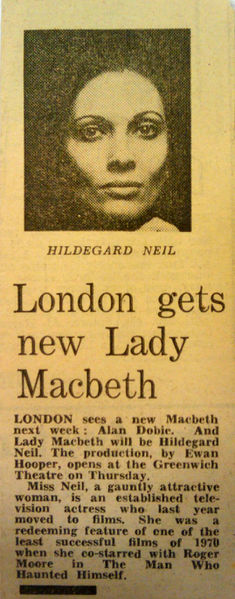 HILDEGARD NEIL
London gets
new Lady
Macbeth
LONDON sees a new Macbeth
next week: Alan Dobie. And
Lady Macbeth will be Hildegard
Neil. The production, by Ewan
Hooper, opens at the Greenwich
Theatre on Thursday.
Miss Neil, a gauntly attractive
woman, is an established tele-
vision actress who last year
moved to films. She was a
redeeming feature of one of the
least successful films of 1970
when she co-starred with Roger
Moore in The Man Who
Haunted Himself.